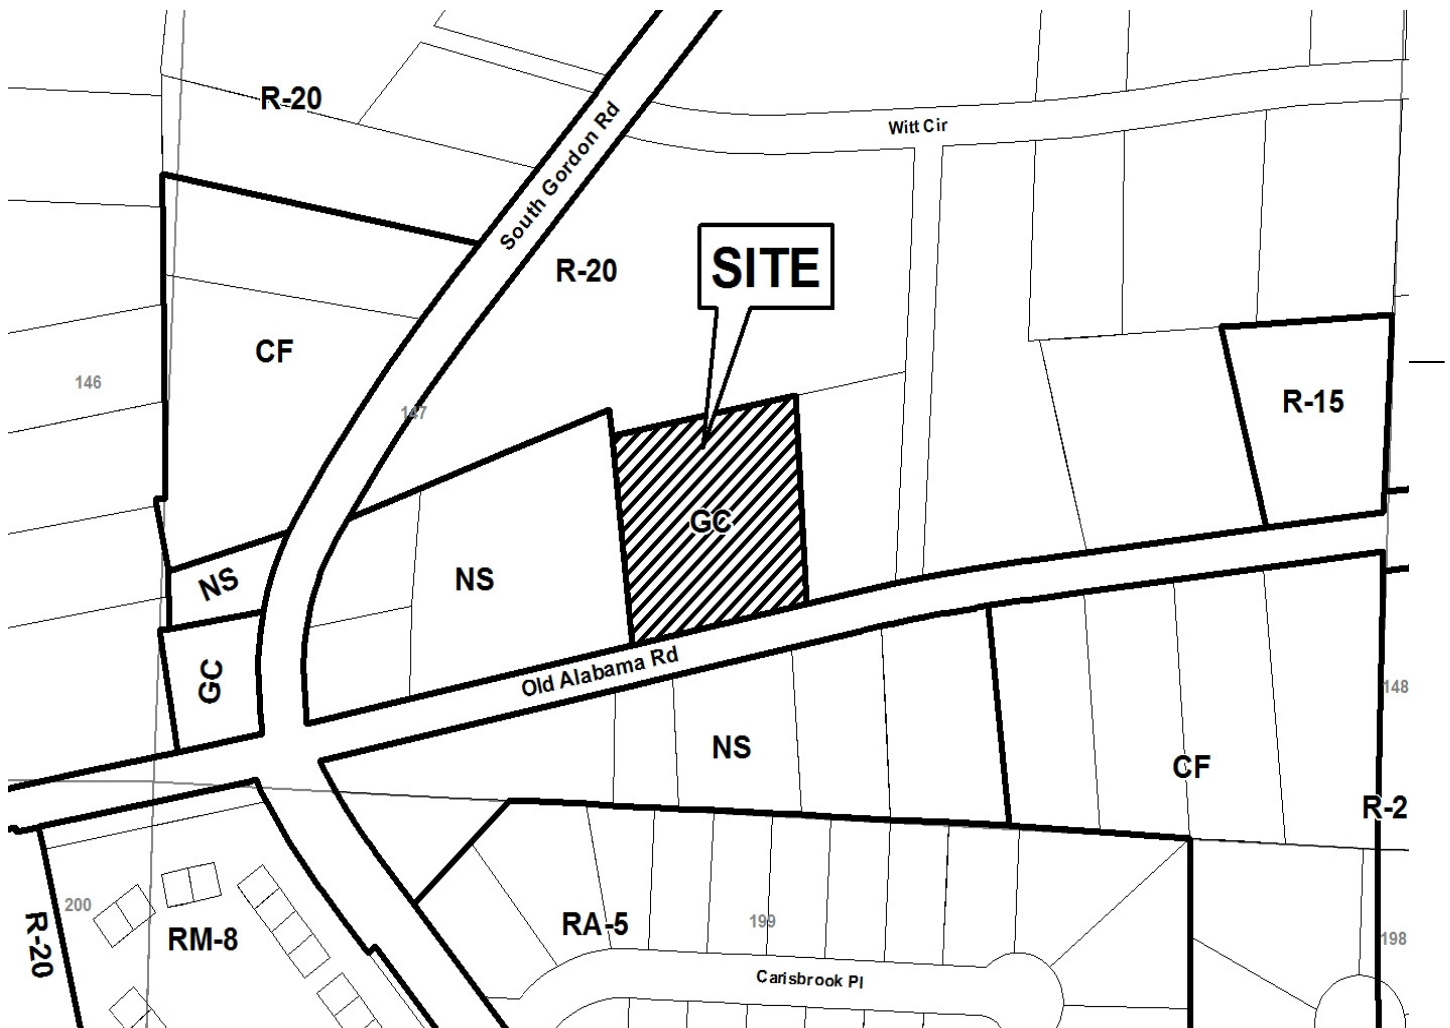 R-20
Witt Cir
South Gordon Rd
R-20
SITE
CF
146
147
R-15
GC
NS
NS
GC
Old Alabama Rd
148
NS
CF
R-2
200
R-20
RM-8
RA-5
199
198
Carisbrook Pl